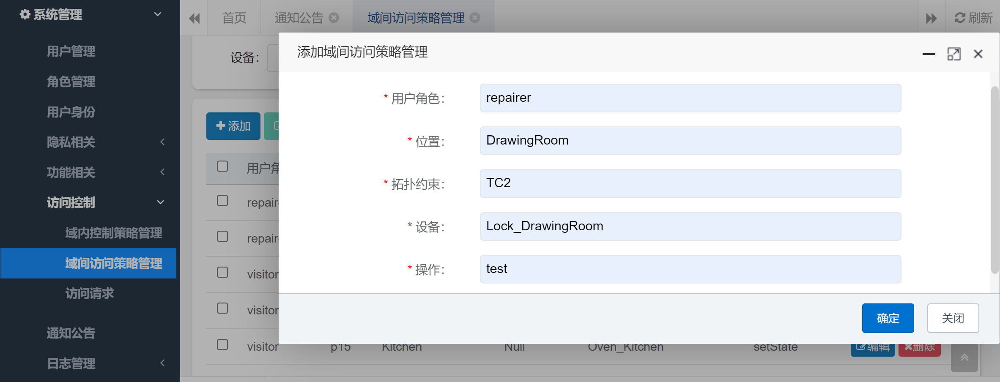 系统管理
用户管理
角色管理
用户身份
隐私相关
功能相关
访问控制
域内控制策略管理
域间访问策略管理
访问请求
通知公告
日志管理
首页
通知公告
域间访问策略管理
刷新
设备：
添加
用户角
repair
repair
visitor
visitor
visitor p15 Kitchen Null Oven_Kitchen setState 编辑 删除
添加域间访问策略管理
* 用户角色： repairer
* 位置： DrawingRoom
* 拓扑约束： TC2
* 设备： Lock_DrawingRoom
* 操作： test
确定
关闭